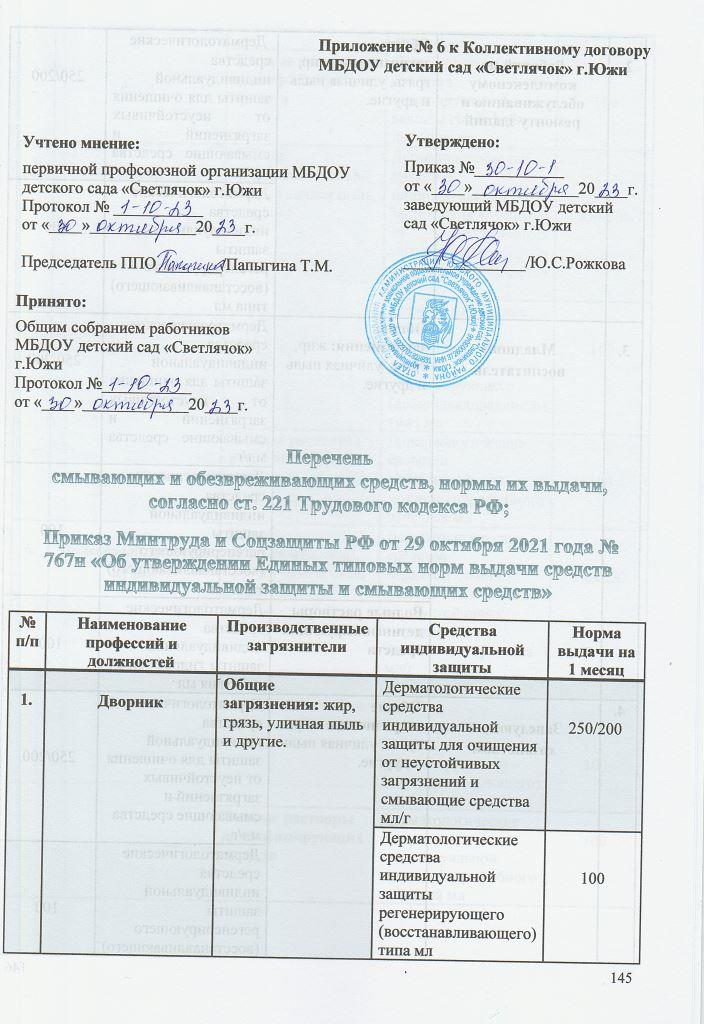 Приложение № 6 к Коллективному договору
МБДОУ детский сад «Светлячок» г.Южи
Учтено мнение:
первичной профсоюзной организации МБДОУ
детского сада «Светлячок» г.Южи
Протокол № 1-10-23
от «30» октября 2023г.
Председатель ППО /Папыгина Т.М.
Утверждено:
Приказ № 30-10-1
от «30» октября 2023г.
заведующий МБДОУ детский
сад «Светлячок» г.Южи
/Ю.С.Рожкова
Принято:
Общим собранием работников
МБДОУ детский сад «Светлячок»
г.Южи
Протокол № 1-10-23
от «30» октября 2023г.
Перечень
смывающих и обезвреживающих средств, нормы их выдачи,
согласно ст. 221 Трудового кодекса РФ;
Приказ Минтруда и Соцзащиты РФ от 29 октября 2021 года №
767н «Об утверждении Единых типовых норм выдачи средств
индивидуальной защиты и смывающих средств»
№
п/п
Наименование
профессий и
должностей
Производственные
загрязнители
Средства
индивидуальной
защиты
Норма
выдачи на
1 месяц
1.
Дворник
Общие
загрязнения: жир,
грязь, уличная пыль
и другие.
Дерматологические
средства
индивидуальной
защиты для очищения
от неустойчивых
загрязнений и
смывающие средства
мл/г
250/200
Дерматологические
средства
индивидуальной
защиты
регенерирующего
(восстанавливающего)
типа мл
100
145